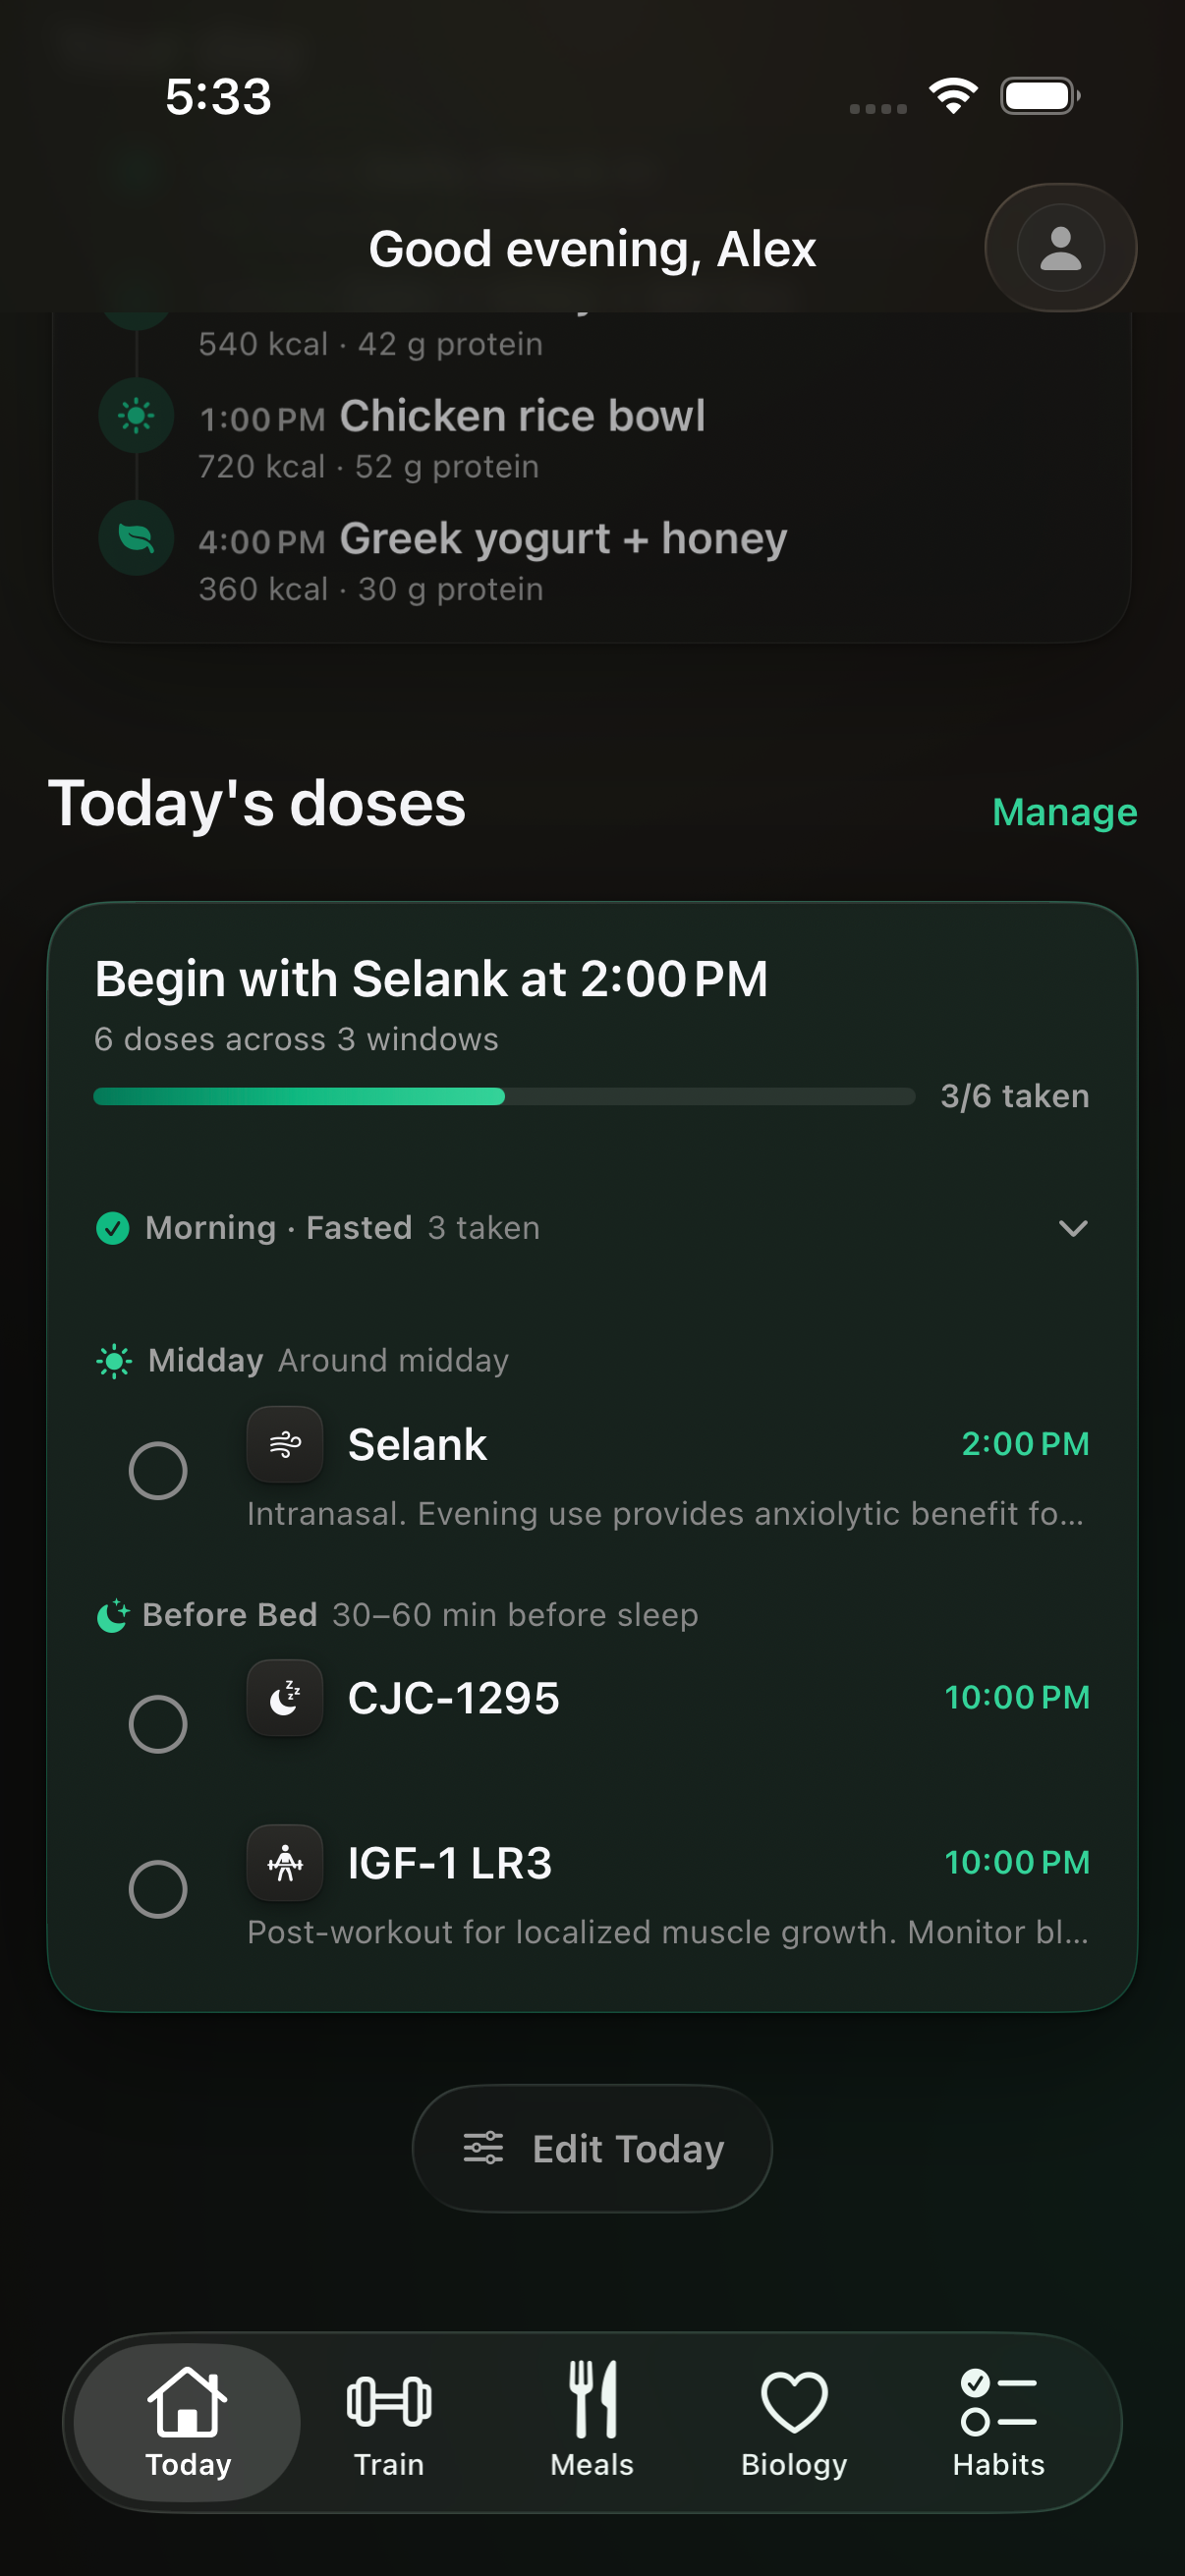 5:33
Good evening, Alex
540 kcal · 42 g protein
1:00 PM Chicken rice bowl
720 kcal · 52 g protein
4:00 PM Greek yogurt + honey
360 kcal · 30 g protein
Today's doses
Manage
Begin with Selank at 2:00 PM
6 doses across 3 windows
3/6 taken
Morning · Fasted 3 taken
Midday Around midday
Selank 2:00 PM
Intranasal. Evening use provides anxiolytic benefit fo...
Before Bed 30–60 min before sleep
CJC-1295 10:00 PM
IGF-1 LR3 10:00 PM
Post-workout for localized muscle growth. Monitor bl...
Edit Today
Today
Train
Meals
Biology
Habits